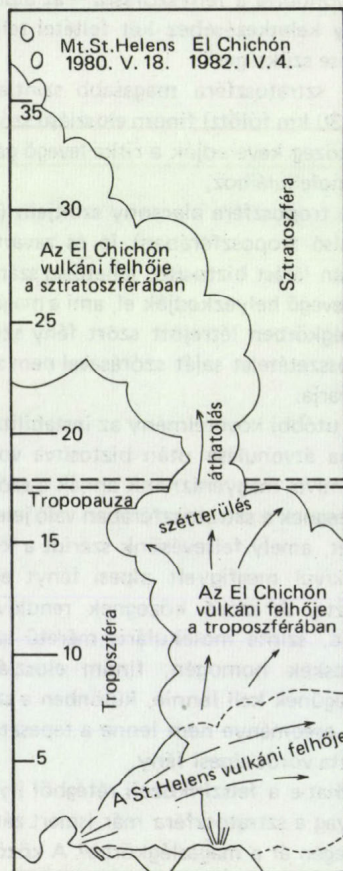 Mt.St.Helens El Chichón
1980. V. 18. 1982. IV. 4.
35
30
Sztratoszféra
Az El Chichón
vulkáni felhője
a sztratoszférában
25
20
áthatolás
Tropopauza
szétterülés
15
Az El Chichón
vulkáni felhője
a troposzférában
Troposzféra
10
5
A St.Helens vulkáni felhője